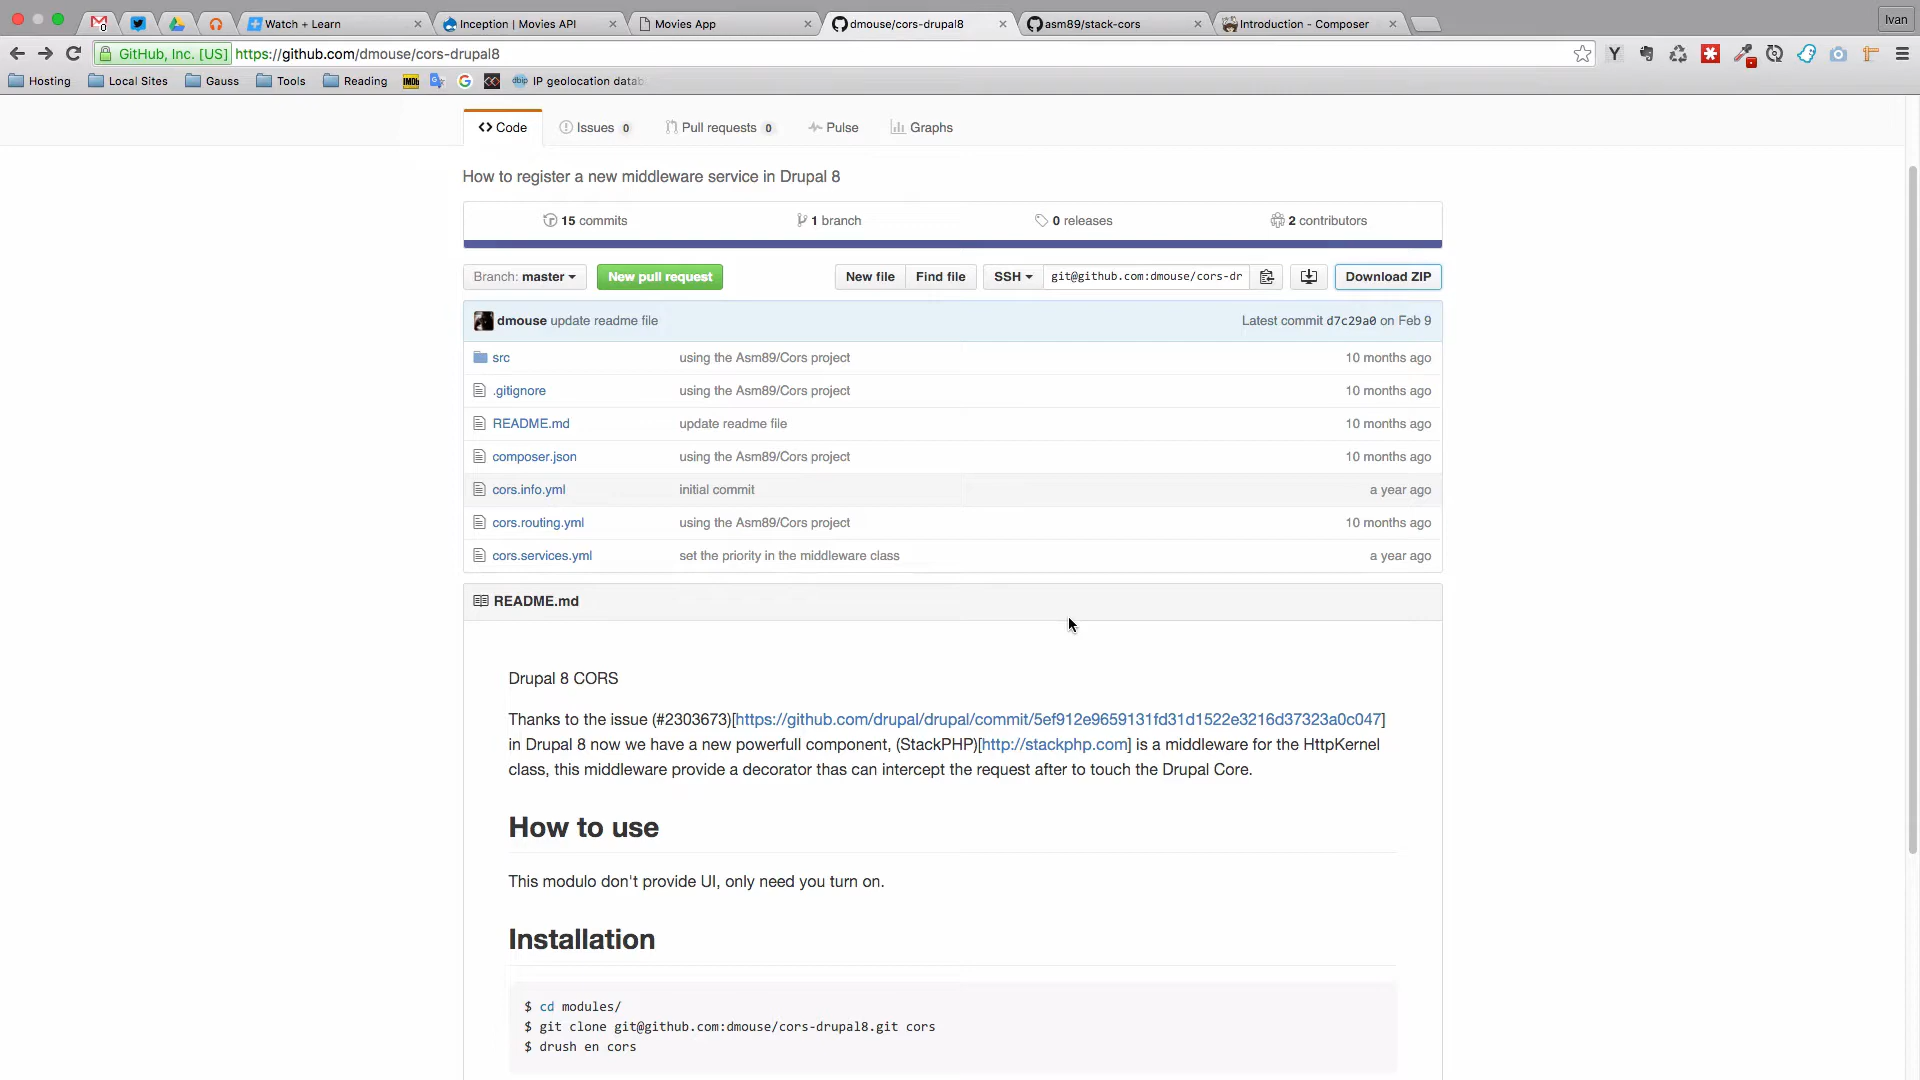 0
Watch + Learn
Inception | Movies API
Movies App
dmouse/cors-drupal8
asm89/stack-cors
Introduction - Composer
Ivan
GitHub, Inc. [US]
https://github.com/dmouse/cors-drupal8
Hosting
Local Sites
Gauss
Tools
Reading
IMDb
dbip
IP geolocation datab
Code
Issues 0
Pull requests 0
Pulse
Graphs
How to register a new middleware service in Drupal 8
15 commits
1 branch
0 releases
2 contributors
Branch: master
New pull request
New file
Find file
SSH
git@github.com:dmouse/cors-dr
Download ZIP
dmouse update readme file
Latest commit d7c29a0 on Feb 9
src
using the Asm89/Cors project
10 months ago
.gitignore
using the Asm89/Cors project
10 months ago
README.md
update readme file
10 months ago
composer.json
using the Asm89/Cors project
10 months ago
cors.info.yml
initial commit
a year ago
cors.routing.yml
using the Asm89/Cors project
10 months ago
cors.services.yml
set the priority in the middleware class
a year ago
README.md
Drupal 8 CORS
Thanks to the issue (#2303673)[https://github.com/drupal/drupal/commit/5ef912e9659131fd31d1522e3216d37323a0c047]
in Drupal 8 now we have a new powerfull component, (StackPHP)[http://stackphp.com] is a middleware for the HttpKernel
class, this middleware provide a decorator thas can intercept the request after to touch the Drupal Core.
How to use
This modulo don't provide UI, only need you turn on.
Installation
$ cd modules/
$ git clone git@github.com:dmouse/cors-drupal8.git cors
$ drush en cors